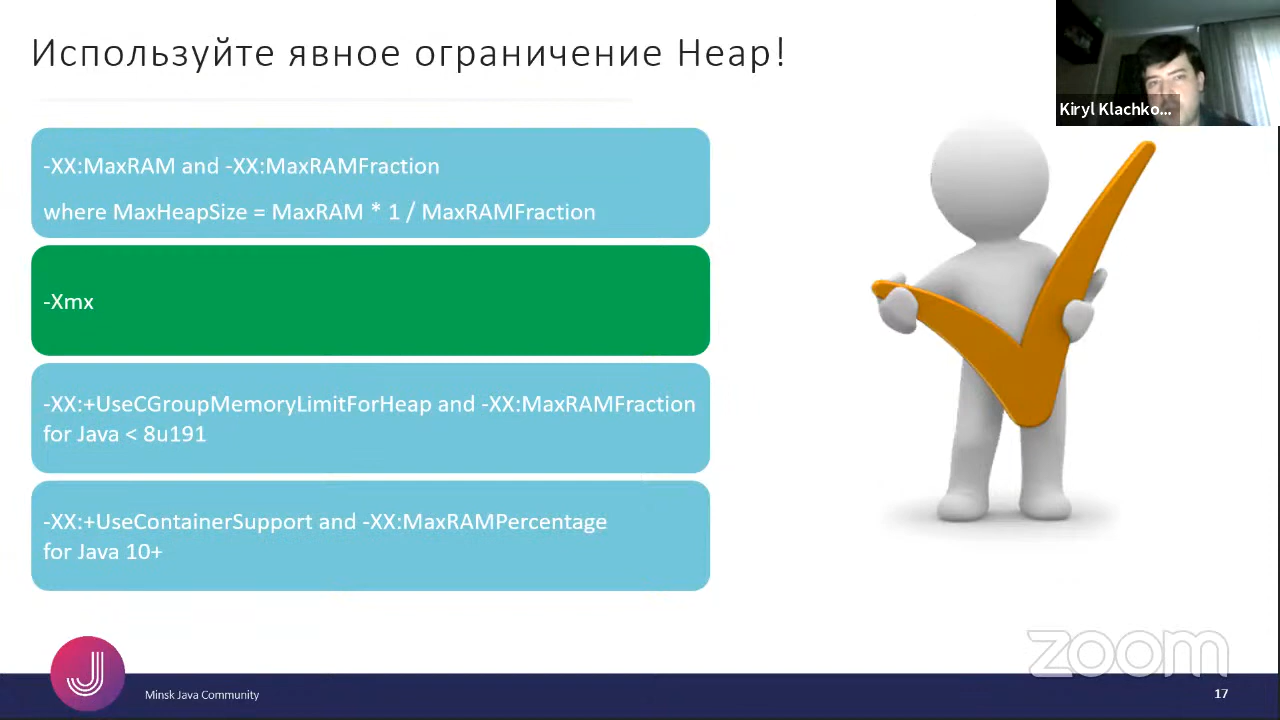 Используйте явное ограничение Heap!
Kiryl Klachko...
-XX:MaxRAM and -XX:MaxRAMFraction
where MaxHeapSize = MaxRAM * 1 / MaxRAMFraction
-Xmx
-XX:+UseCGroupMemoryLimitForHeap and -XX:MaxRAMFraction
for Java < 8u191
-XX:+UseContainerSupport and -XX:MaxRAMPercentage
for Java 10+
zoom
J
Minsk Java Community
17